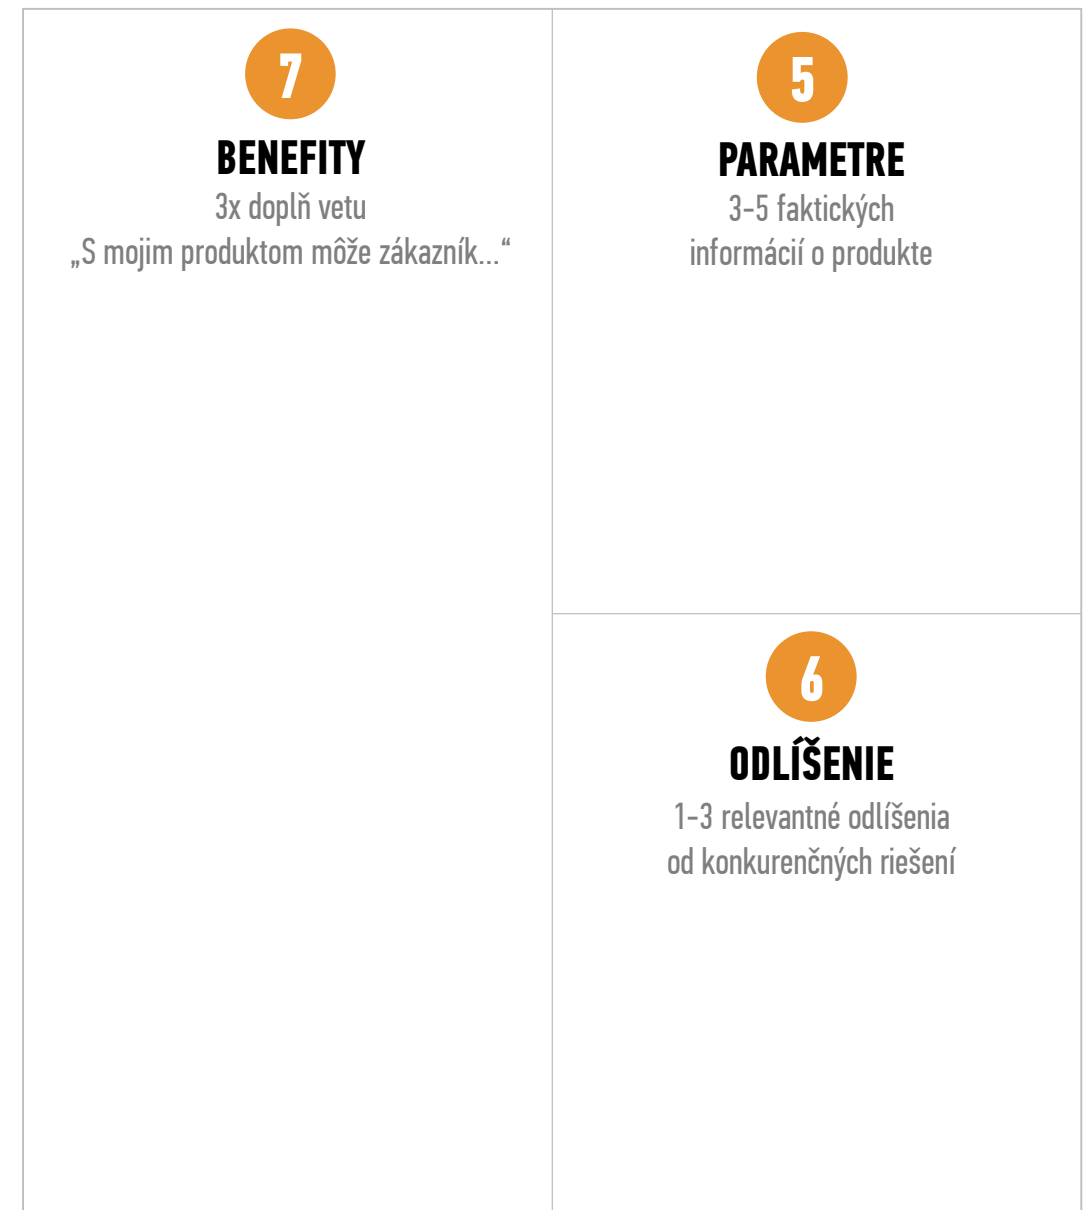 7
BENEFITY
3x doplň vetu
„S mojim produktom môže zákazník...“
5
PARAMETRE
3-5 faktických
informácií o produkte
6
ODLÍŠENIE
1-3 relevantné odlíšenia
od konkurenčných riešení